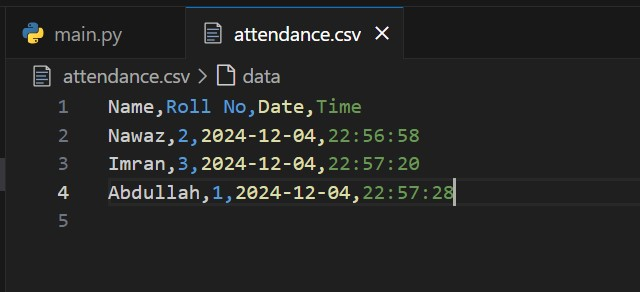 main.py attendance.csv
attendance.csv > data
1 Name,Roll No,Date,Time
2 Nawaz,2,2024-12-04,22:56:58
3 Imran,3,2024-12-04,22:57:20
4 Abdullah,1,2024-12-04,22:57:28
5